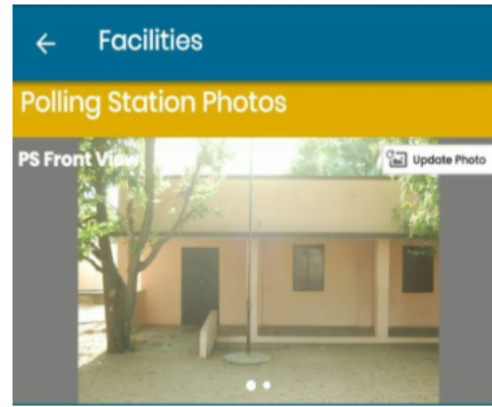 Facilities
Polling Station Photos
PS Front View
Update Photo